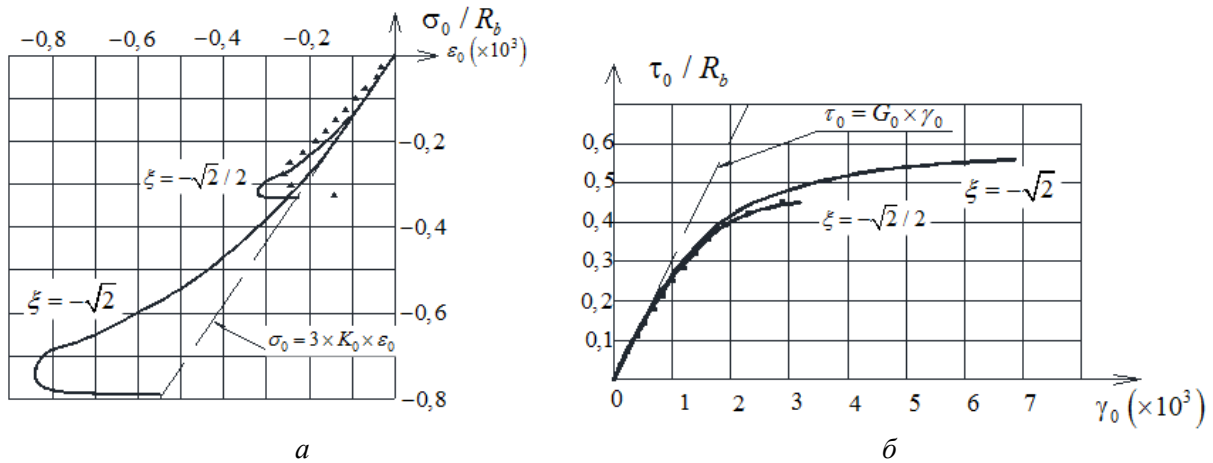 σ₀ / R_b
−0,8 −0,6 −0,4 −0,2
ε₀ (×10³)
−0,2
ξ = −√2 / 2
−0,4
ξ = −√2
−0,6
σ₀ = 3 × K₀ × ε₀
−0,8
а
τ₀ / R_b
τ₀ = G₀ × γ₀
0,6
0,5
ξ = −√2
0,4
ξ = −√2 / 2
0,3
0,2
0,1
0 1 2 3 4 5 6 7
γ₀ (×10³)
б